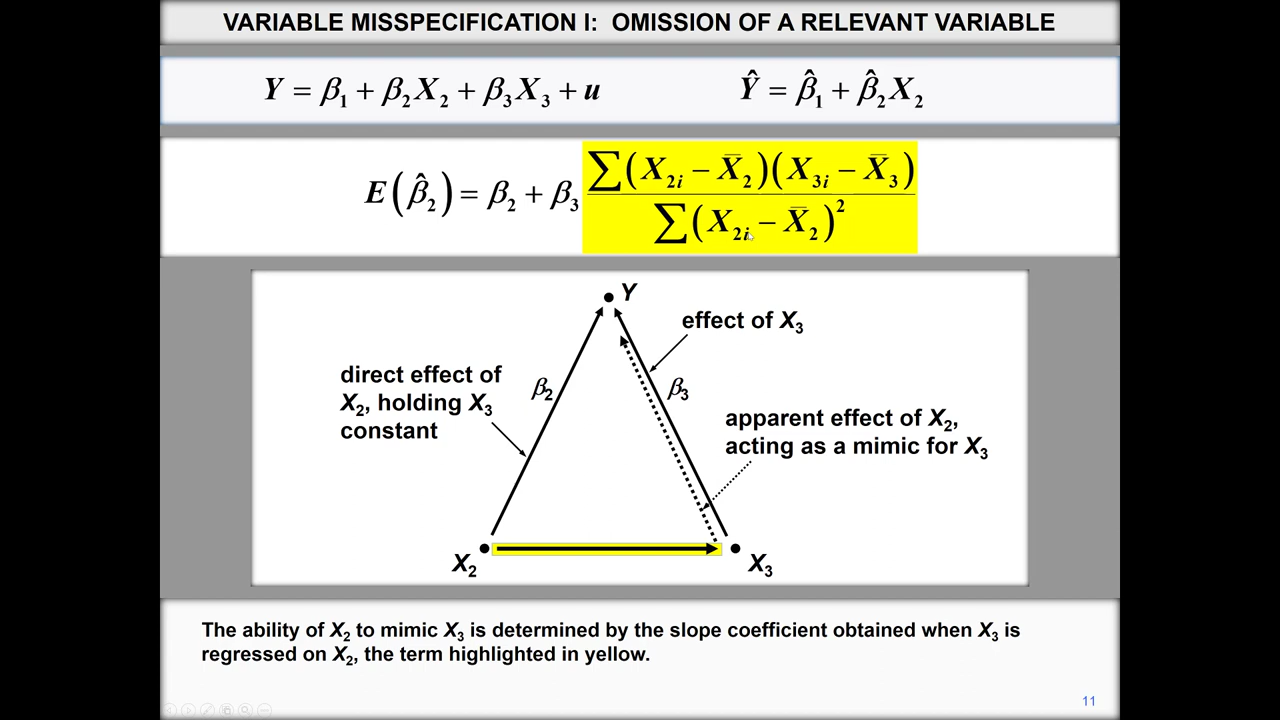 VARIABLE MISSPECIFICATION I: OMISSION OF A RELEVANT VARIABLE
Y = β₁ + β₂X₂ + β₃X₃ + u
Ŷ = β̂₁ + β̂₂X₂
E(β̂₂) = β₂ + β₃ ∑(X₂ᵢ − X̅₂)(X₃ᵢ − X̅₃) / ∑(X₂ᵢ − X̅₂)²
Y
effect of X₃
direct effect of
X₂, holding X₃
constant
β₂
β₃
apparent effect of X₂,
acting as a mimic for X₃
X₂
X₃
The ability of X₂ to mimic X₃ is determined by the slope coefficient obtained when X₃ is
regressed on X₂, the term highlighted in yellow.
11